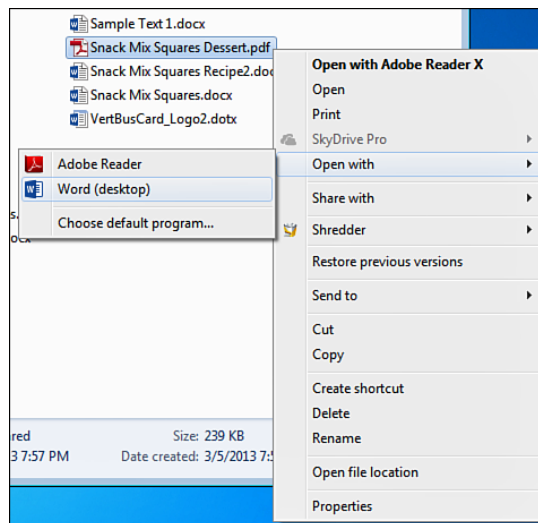 Sample Text 1.docx
Snack Mix Squares Dessert.pdf
Snack Mix Squares Recipe2.doc
Snack Mix Squares.docx
VertBusCard_Logo2.dotx
Open with Adobe Reader X
Open
Print
SkyDrive Pro
Open with
Share with
Shredder
Restore previous versions
Send to
Cut
Copy
Create shortcut
Delete
Rename
Open file location
Properties
Adobe Reader
Word (desktop)
Choose default program...
Size: 239 KB
3 7:57 PM Date created: 3/5/2013 7:5